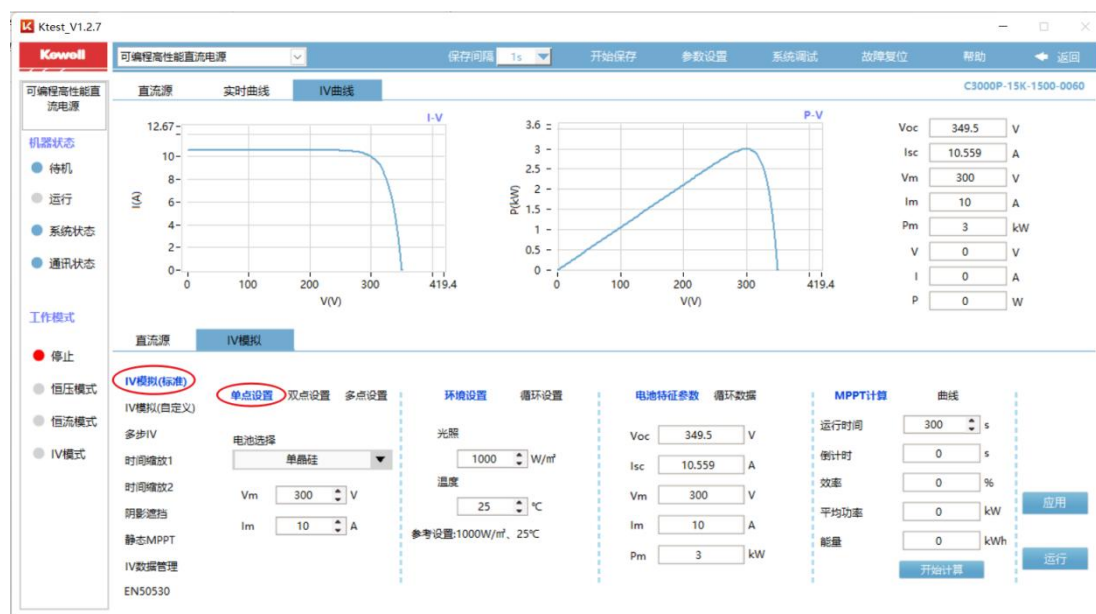 Ktest_V1.2.7
Kewell
可编程高性能直流电源
保存间隔 1s 开始保存 参数设置 系统调试 故障复位 帮助 返回
可编程高性能直流电源
直流源 实时曲线 IV曲线
C3000P-15K-1500-0060
机器状态
待机
运行
系统状态
通讯状态
工作模式
停止
恒压模式
恒流模式
IV模式
I-V
12.67
10
8
6
4
2
0
I(A)
0 100 200 300 419.4
V(V)
P-V
3.6
3
2.5
2
1.5
1
0.5
0
P(kW)
0 100 200 300 419.4
V(V)
Voc 349.5 V
Isc 10.559 A
Vm 300 V
Im 10 A
Pm 3 kW
V 0 V
I 0 A
P 0 W
直流源 IV模拟
IV模拟(标准)
IV模拟(自定义)
多步IV
时间缩放1
时间缩放2
阴影遮挡
静态MPPT
IV数据管理
EN50530
单点设置 双点设置 多点设置
电池选择
单晶硅
Vm 300 V
Im 10 A
环境设置 循环设置
光照
1000 W/㎡
温度
25 ℃
参考设置:1000W/㎡、25℃
电池特征参数 循环数据
Voc 349.5 V
Isc 10.559 A
Vm 300 V
Im 10 A
Pm 3 kW
MPPT计算 曲线
运行时间 300 s
倒计时 0 s
效率 0 %
平均功率 0 kW
能量 0 kWh
开始计算
应用
运行